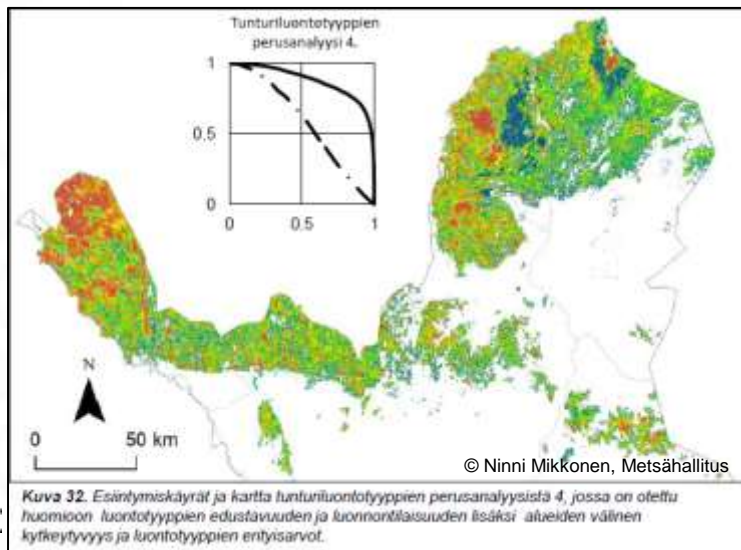 Tunturiluontotyyppien
perusanalyysi 4.
1
0.5
0
0 0.5 1
N
0 50 km
© Ninni Mikkonen, Metsähallitus
Kuva 32. Esiintymiskäyrät ja kartta tunturiluontotyyppien perusanalyysistä 4, jossa on otettu
huomioon luontotyyppien edustavuuden ja luonnontilaisuuden lisäksi alueiden välinen
kytkeytyvyys ja luontotyyppien erityisarvot.